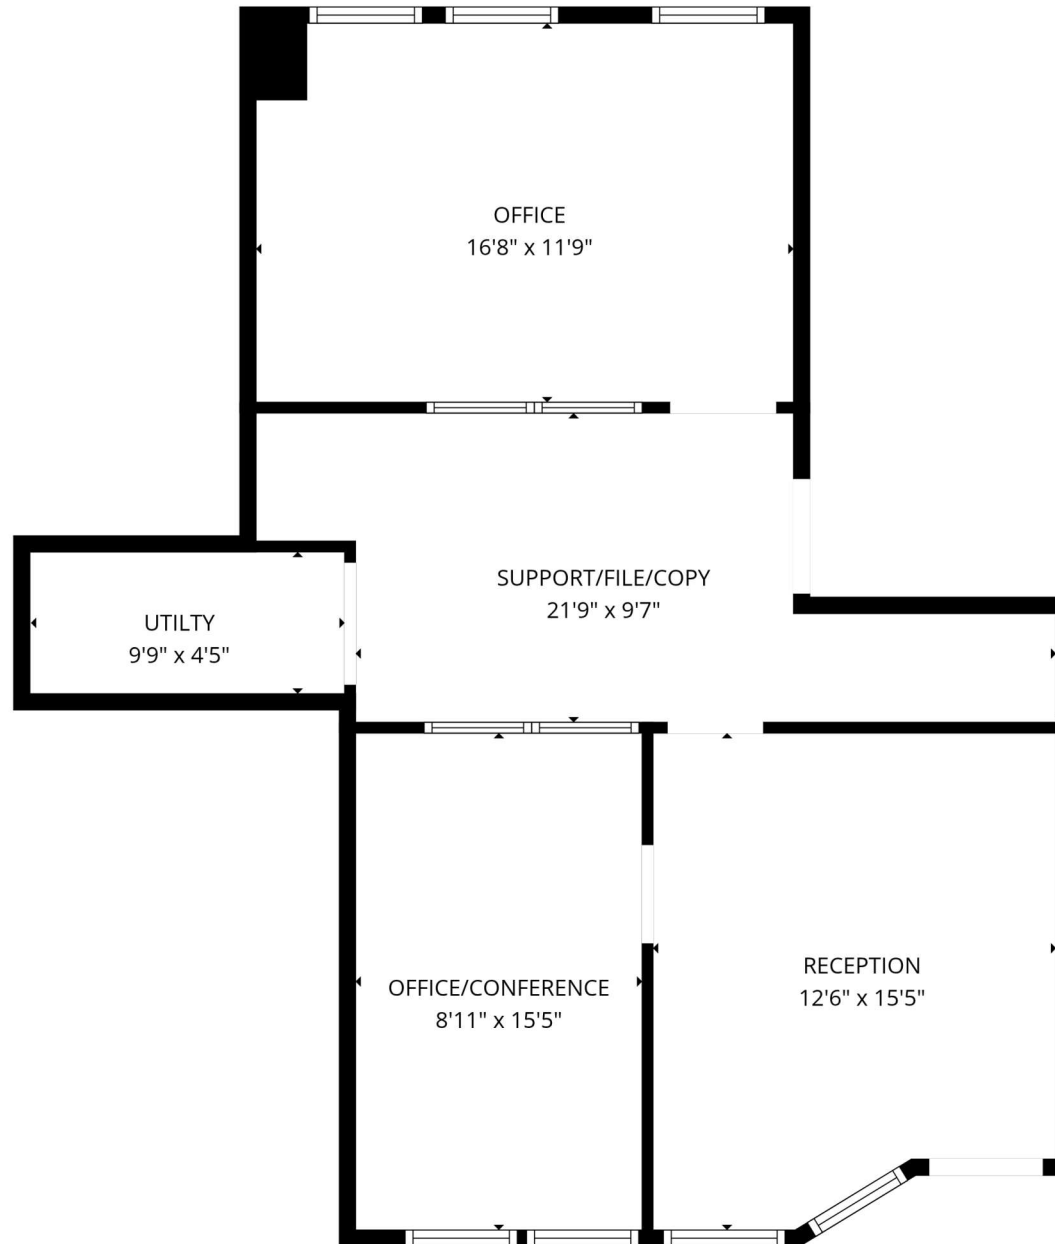 OFFICE
16'8" x 11'9"
SUPPORT/FILE/COPY
21'9" x 9'7"
UTILTY
9'9" x 4'5"
RECEPTION
12'6" x 15'5"
OFFICE/CONFERENCE
8'11" x 15'5"